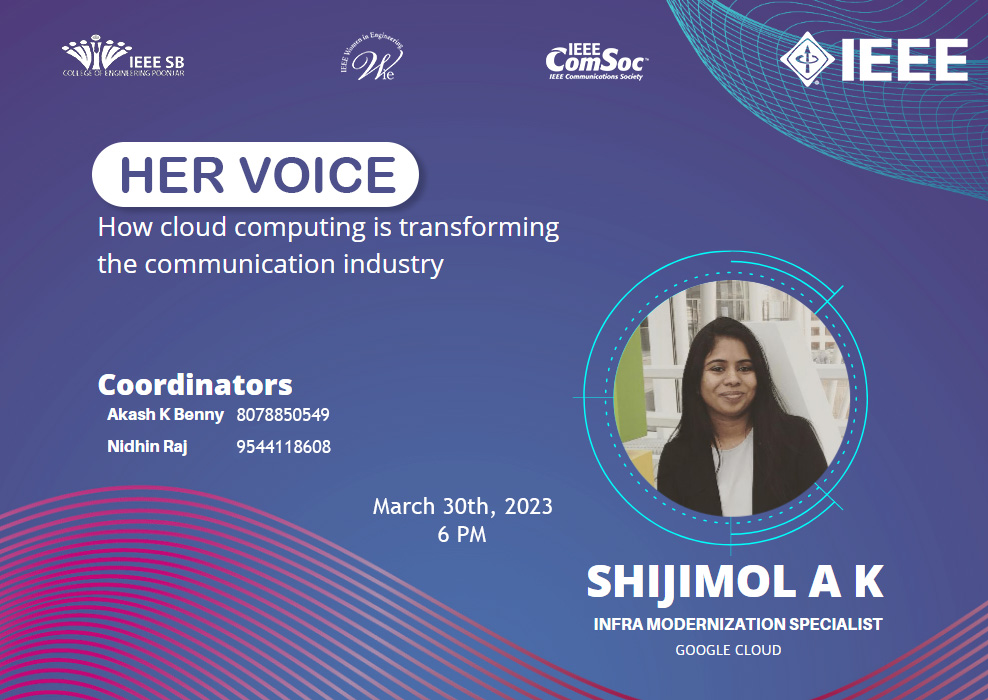 IEEE SB
COLLEGE OF ENGINEERING POONJAR
IEEE Women in Engineering
We
IEEE
ComSoc™
IEEE Communications Society
IEEE
HER VOICE
How cloud computing is transforming
the communication industry
Coordinators
Akash K Benny 8078850549
Nidhin Raj 9544118608
March 30th, 2023
6 PM
SHIJIMOL A K
INFRA MODERNIZATION SPECIALIST
GOOGLE CLOUD